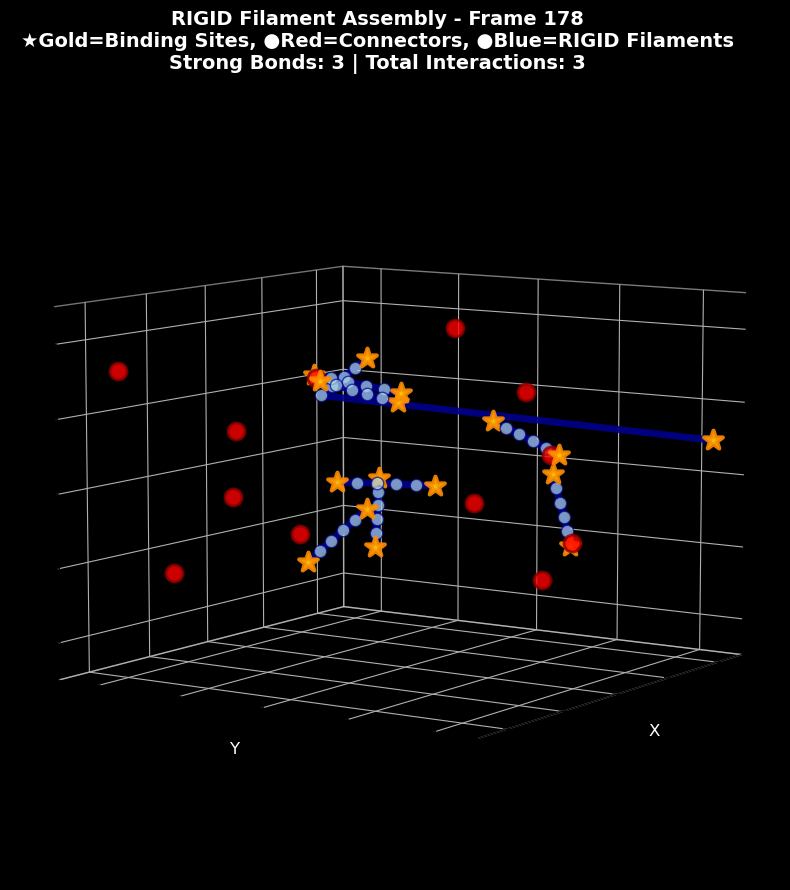 RIGID Filament Assembly - Frame 178
★Gold=Binding Sites, ●Red=Connectors, ●Blue=RIGID Filaments
Strong Bonds: 3 | Total Interactions: 3
X
Y